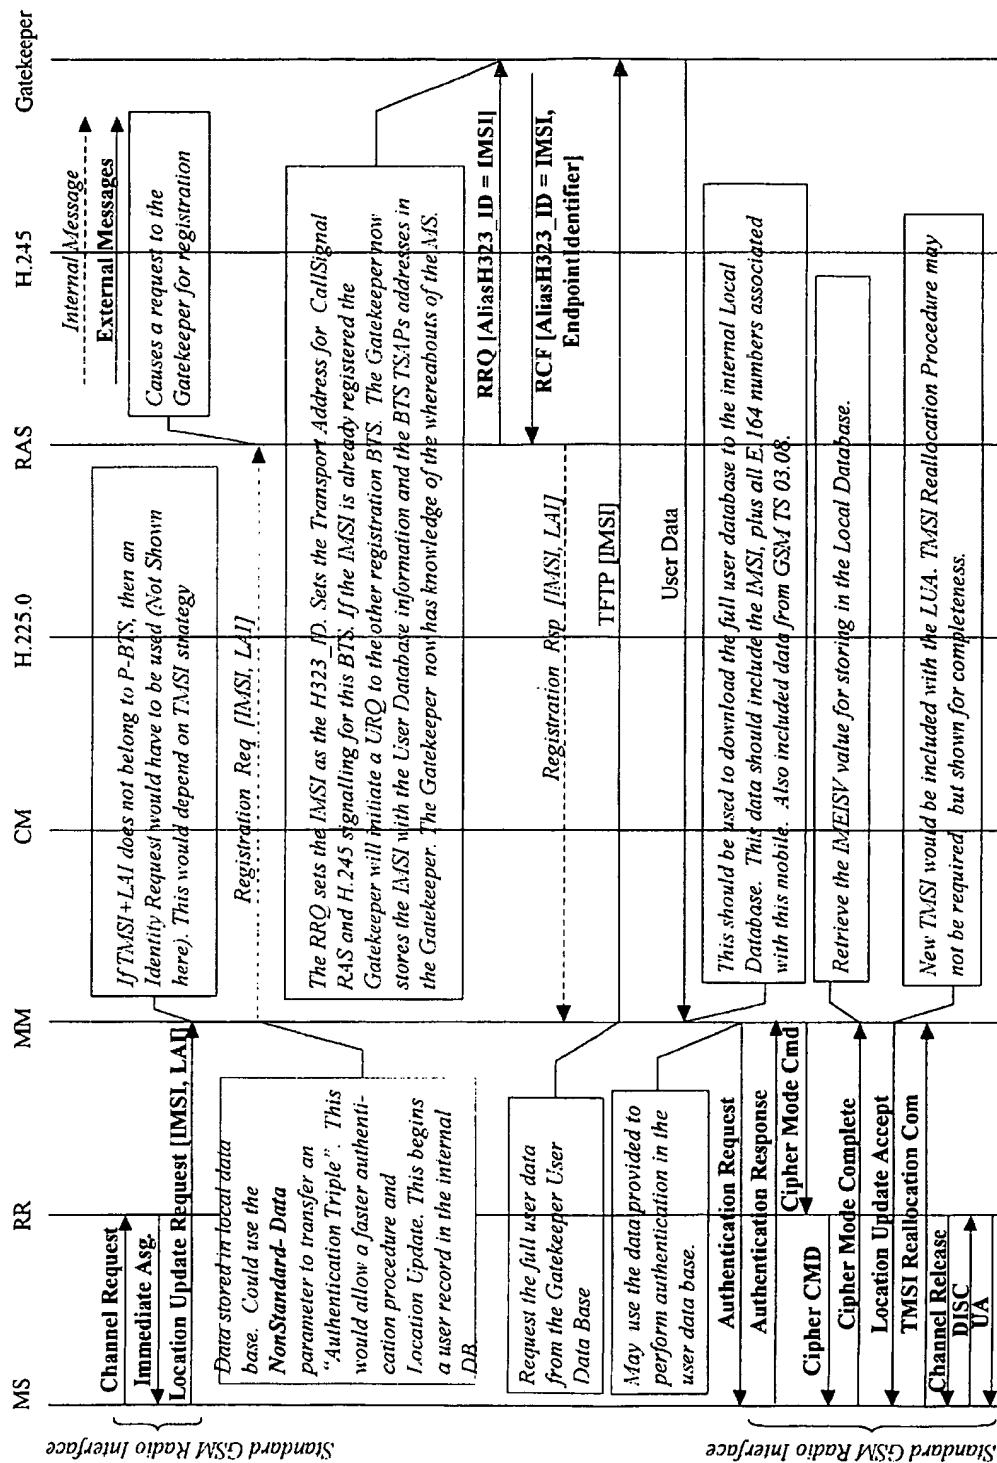 MS
RR
MM
CM
H.225.0
RAS
H.245
Gatekeeper
Internal Message
External Messages
Standard GSM Radio Interface
Channel Request
Immediate Asg.
Location Update Request [IMSI, LAI]
If TMSI+LAI does not belong to P-BTS, then an
Identity Request would have to be used (Not Shown
here). This would depend on TMSI strategy
Causes a request to the
Gatekeeper for registration
Registration Req [IMSI, LAI]
Data stored in local data
base. Could use the
NonStandard- Data
parameter to transfer an
"Authentication Triple". This
would allow a faster authenti-
cation procedure and
Location Update. This begins
a user record in the internal
DB.
The RRQ sets the IMSI as the H323_ID. Sets the Transport Address for CallSignal
RAS and H.245 signalling for this BTS. If the IMSI is already registered the
Gatekeeper will initiate a URQ to the other registration BTS. The Gatekeeper now
stores the IMSI with the User Database information and the BTS TSAPs addresses in
the Gatekeeper. The Gatekeeper now has knowledge of the whereabouts of the MS.
RRQ [AliasH323_ID = IMSI]
RCF [AliasH323_ID = IMSI,
EndpointIdentifier]
Registration Rsp [IMSI, LAI]
Request the full user data
from the Gatekeeper User
Data Base
TFTP [IMSI]
User Data
May use the data provided to
perform authentication in the
user data base.
This should be used to download the full user database to the internal Local
Database. This data should include the IMSI, plus all E.164 numbers associated
with this mobile. Also included data from GSM TS 03.08.
Authentication Request
Authentication Response
Cipher Mode Cmd
Cipher CMD
Retrieve the IMEISV value for storing in the Local Database.
Cipher Mode Complete
Location Update Accept
New TMSI would be included with the LUA. TMSI Reallocation Procedure may
not be required but shown for completeness.
TMSI Reallocation Com
Channel Release
DISC
UA
Standard GSM Radio Interface